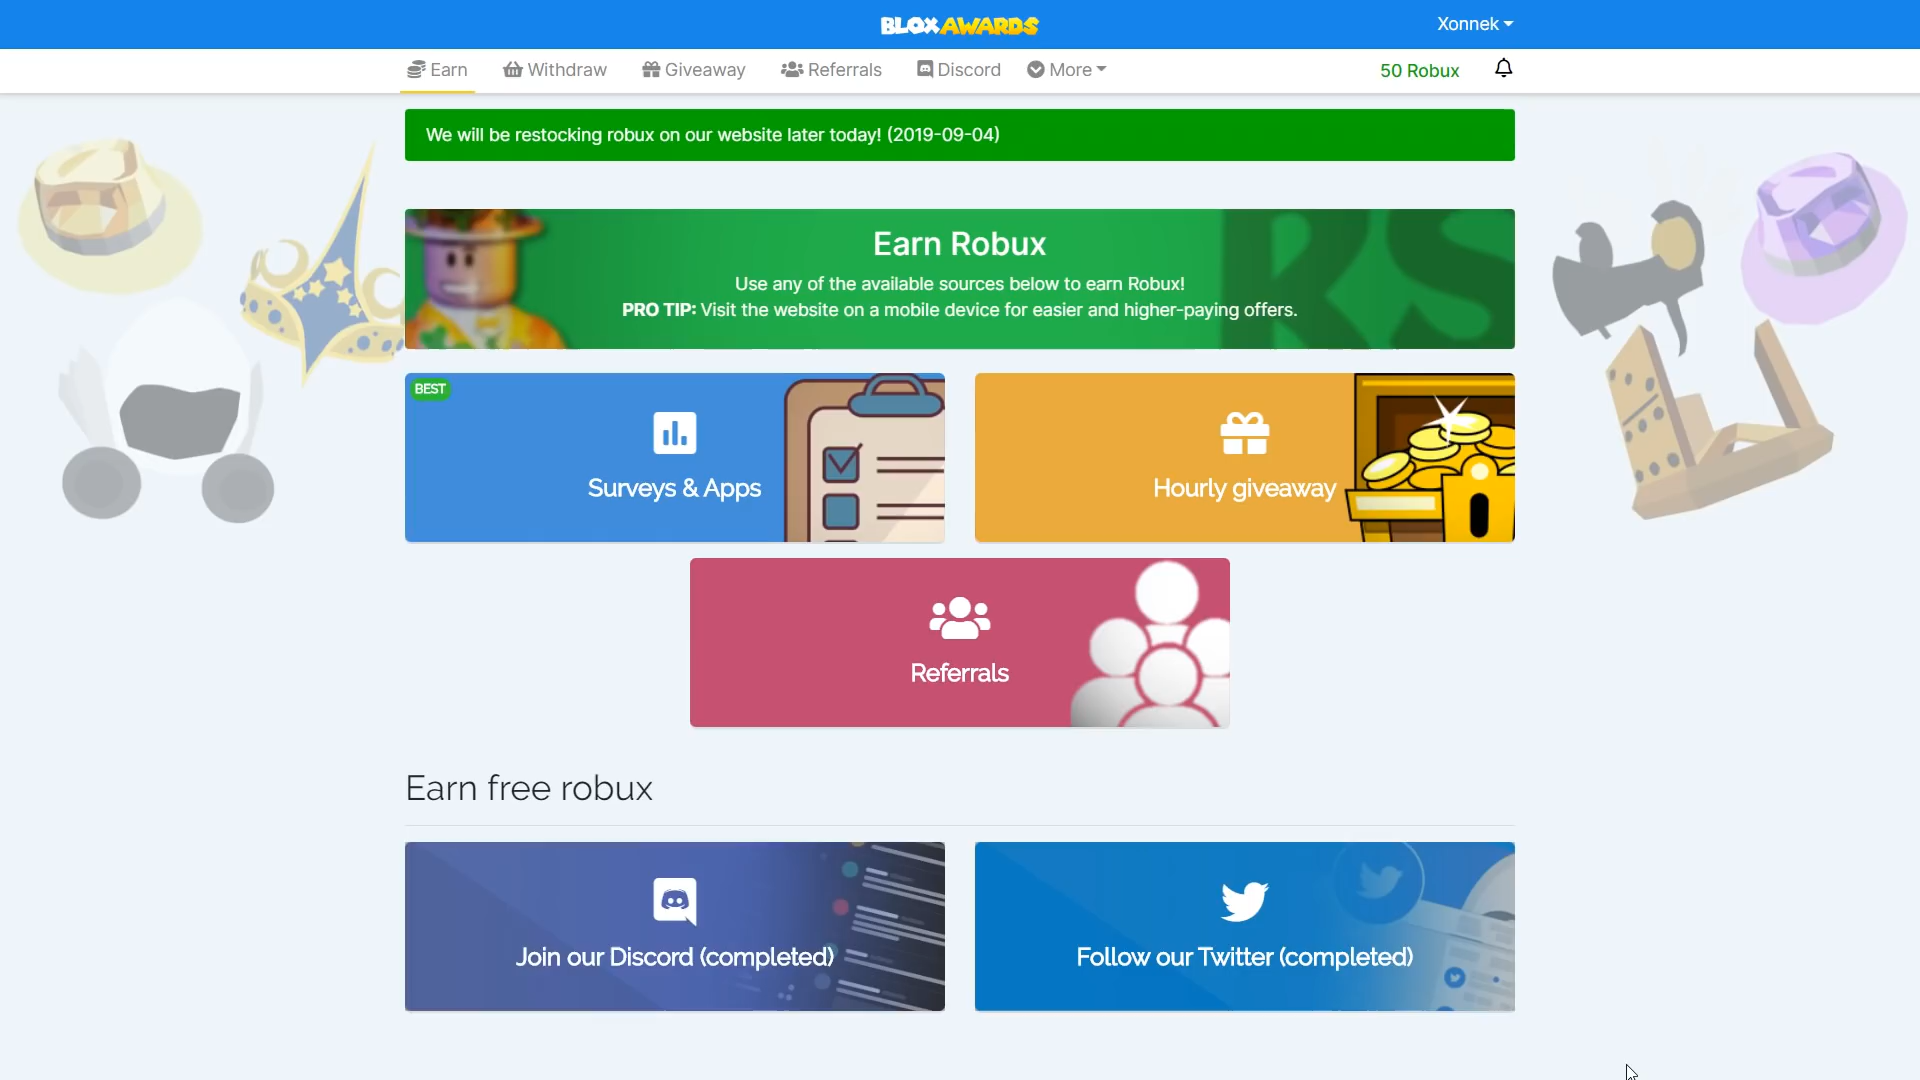 BLOXAWARDS
Xonnek
Earn
Withdraw
Giveaway
Referrals
Discord
More
50 Robux
We will be restocking robux on our website later today! (2019-09-04)
Earn Robux
Use any of the available sources below to earn Robux!
PRO TIP: Visit the website on a mobile device for easier and higher-paying offers.
RS
BEST
Surveys & Apps
Hourly giveaway
Referrals
Earn free robux
Join our Discord (completed)
Follow our Twitter (completed)